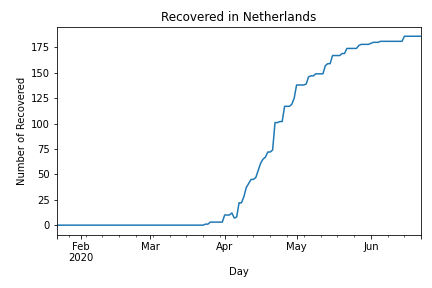 Recovered in Netherlands
Number of Recovered
175
150
125
100
75
50
25
0
Feb
2020
Mar
Apr
May
Jun
Day